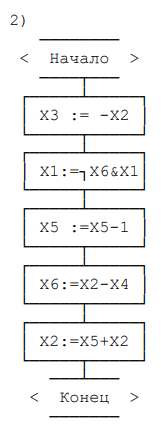 2)
< Начало >
X3 := -X2
X1:=┐X6&X1
X5 :=X5-1
X6:=X2-X4
X2:=X5+X2
< Конец >